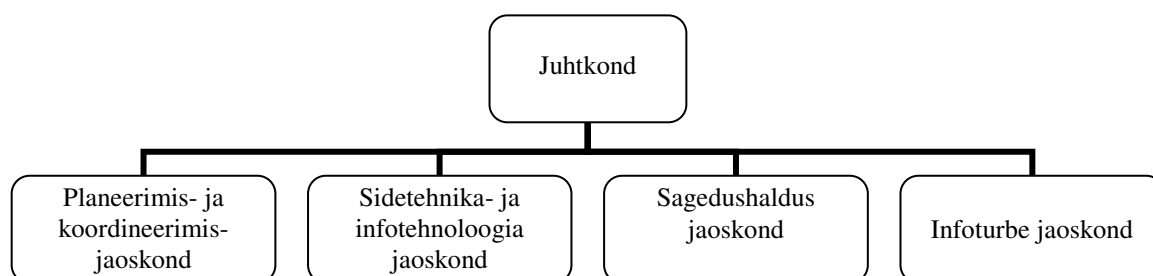 Juhtkond
Planeerimis- ja
koordineerimis-
jaoskond
Sidetehnika- ja
infotehnoloogia
jaoskond
Sagedushaldus
jaoskond
Infoturbe jaoskond